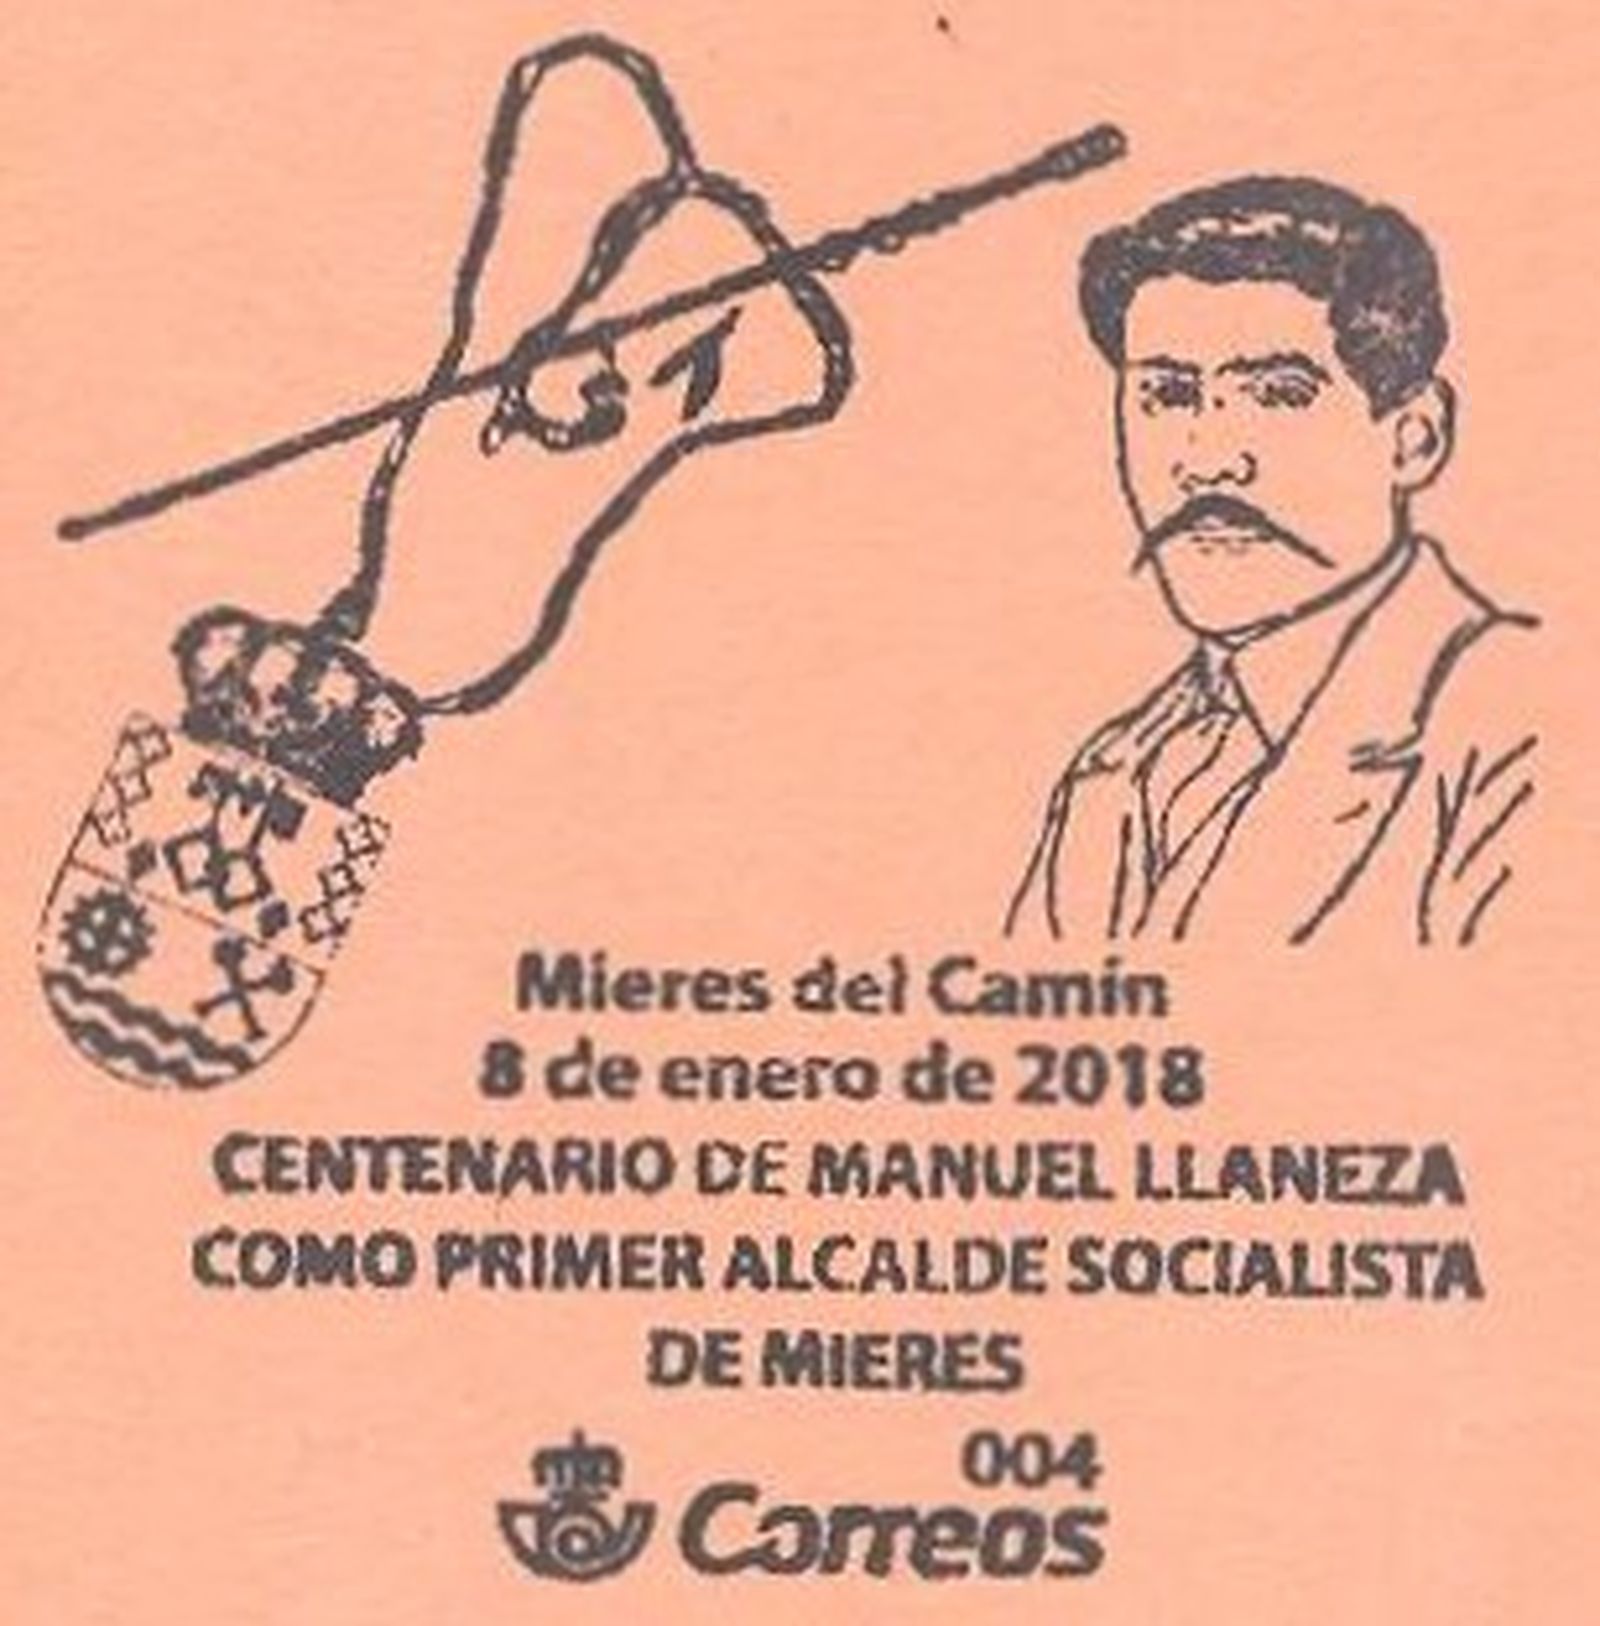 Mieres del Camín
8 de enero de 2018
CENTENARIO DE MANUEL LLANEZA
COMO PRIMER ALCALDE SOCIALISTA
DE MIERES
004
Correos